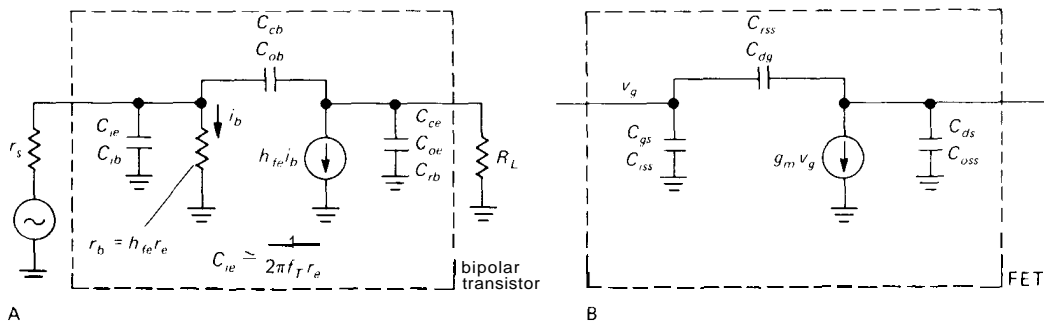 C_cb
C_ob
i_b
r_s
C_ie
C_ib
h_fe i_b
C_ce
C_oe
C_rb
R_L
r_b = h_fe r_e
C_ie ≃ 1 / 2πf_T r_e
bipolar
transistor
A
C_rss
C_dg
v_g
C_gs
C_rss
g_m v_g
C_ds
C_oss
FET
B